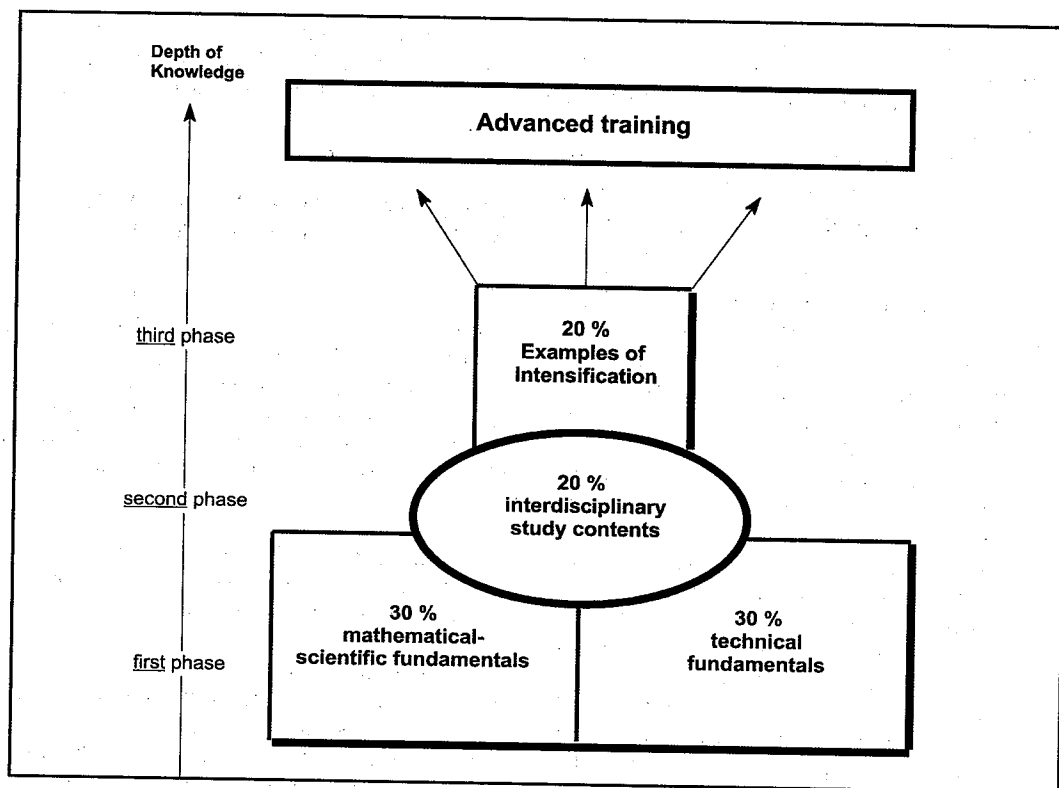 Depth of
Knowledge
Advanced training
third phase
20 %
Examples of
Intensification
second phase
20 %
interdisciplinary
study contents
30 %
mathematical-
scientific fundamentals
30 %
technical
fundamentals
first phase